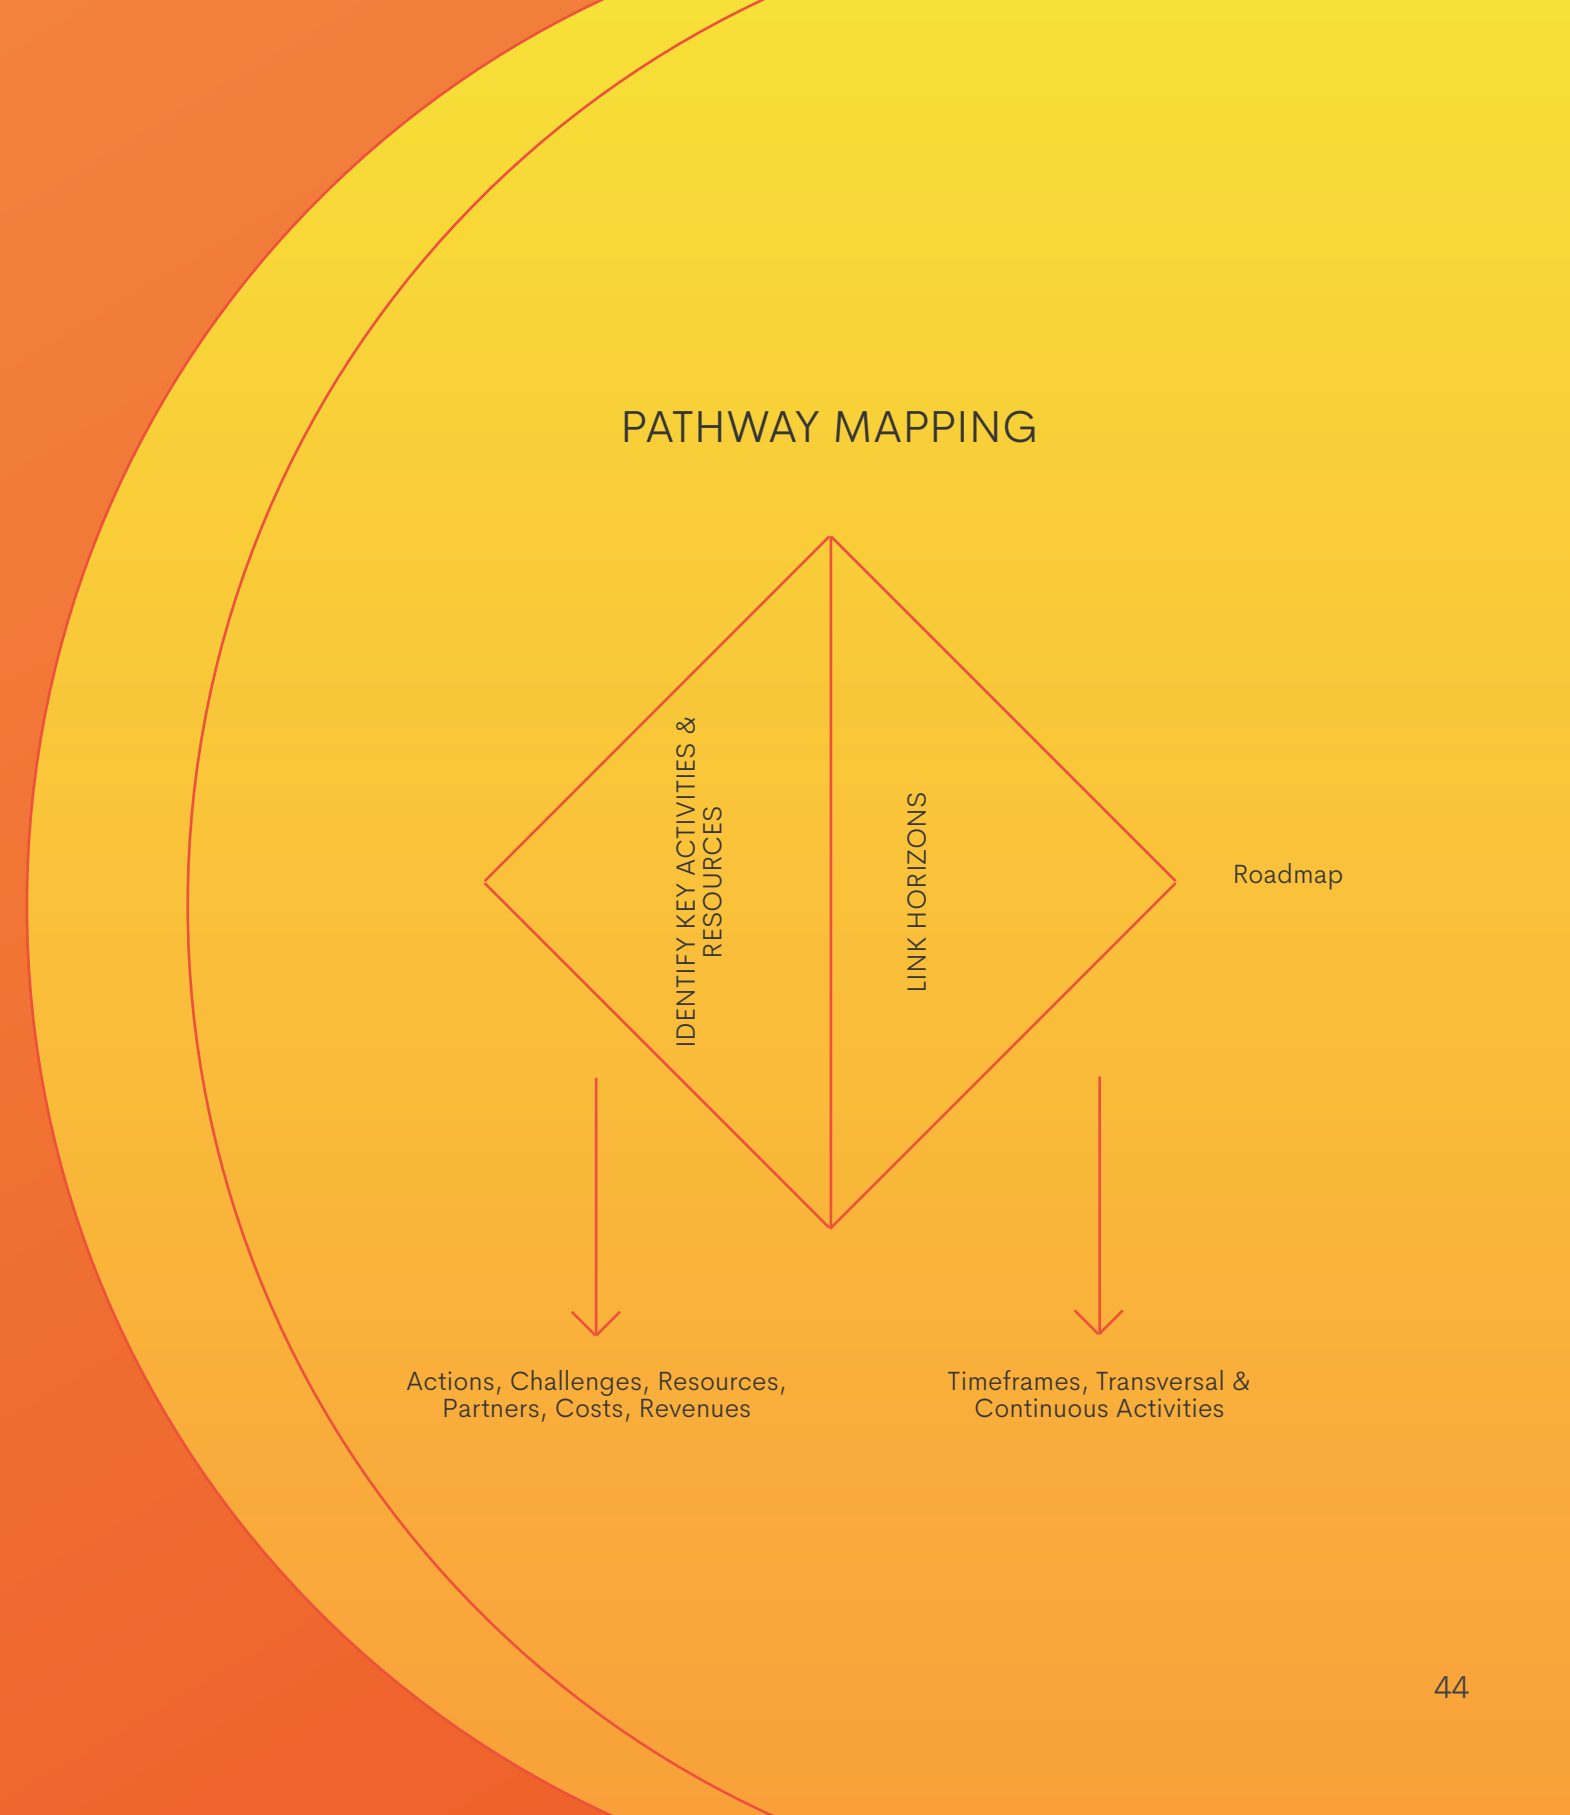 PATHWAY MAPPING
IDENTIFY KEY ACTIVITIES &
RESOURCES
LINK HORIZONS
Roadmap
Actions, Challenges, Resources,
Partners, Costs, Revenues
Timeframes, Transversal &
Continuous Activities
44